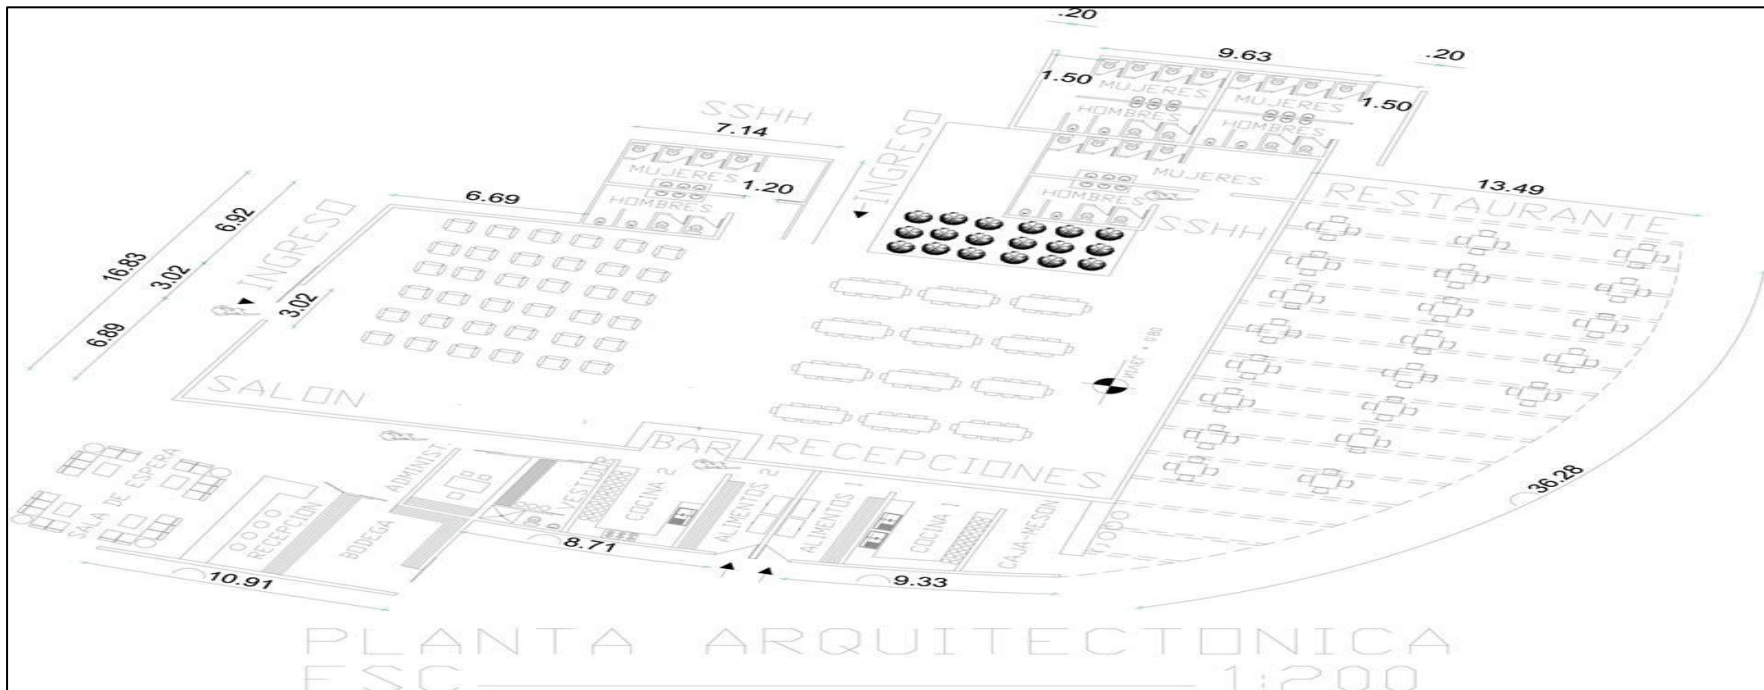 .20
9.63
.20
1.50
MUJERES
MUJERES
1.50
HOMBRES
HOMBRES
SSHH
7.14
INGRESO
MUJERES
1.20
HOMBRES
MUJERES
HOMBRES
SSHH
RESTAURANTE
13.49
6.69
INGRESO
6.92
16.83
3.02
6.89
3.02
SALON
BAR
RECEPCIONES
36.28
SALA DE ESPERA
RECEPCION
BODEGA
ADMINIST
VESTIDOR
COCINA 2
ALIMENTOS 2
ALIMENTOS 1
COCINA 1
CAJA-MESON
10.91
8.71
9.33
PLANTA ARQUITECTONICA
ESC 1:200